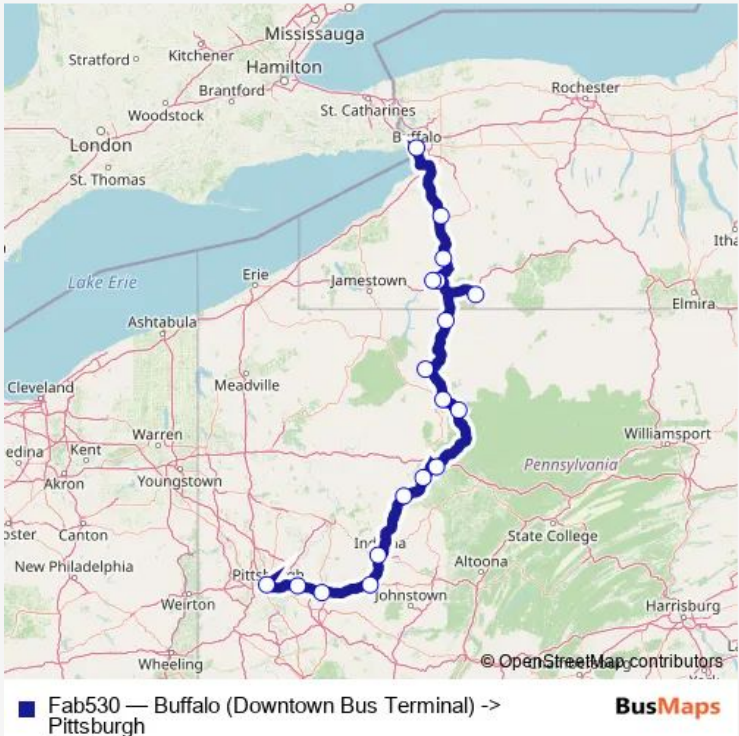 Mississauga
Stratford
Kitchener
Hamilton
Brantford
Rochester
Woodstock
St. Catharines
London
Buffalo
St. Thomas
Itha
Lake Erie
Erie
Jamestown
Elmira
Ashtabula
Cleveland
Meadville
Warren
Williamsport
edina
Kent
Pennsylvania
Akron
Youngstown
oster
Canton
Indiana
State College
New Philadelphia
Pittsburgh
Altoona
Weirton
Johnstown
Harrisburg
Wheeling
© OpenStreetMap contributors
Fab530 — Buffalo (Downtown Bus Terminal) ->
Pittsburgh
BusMaps